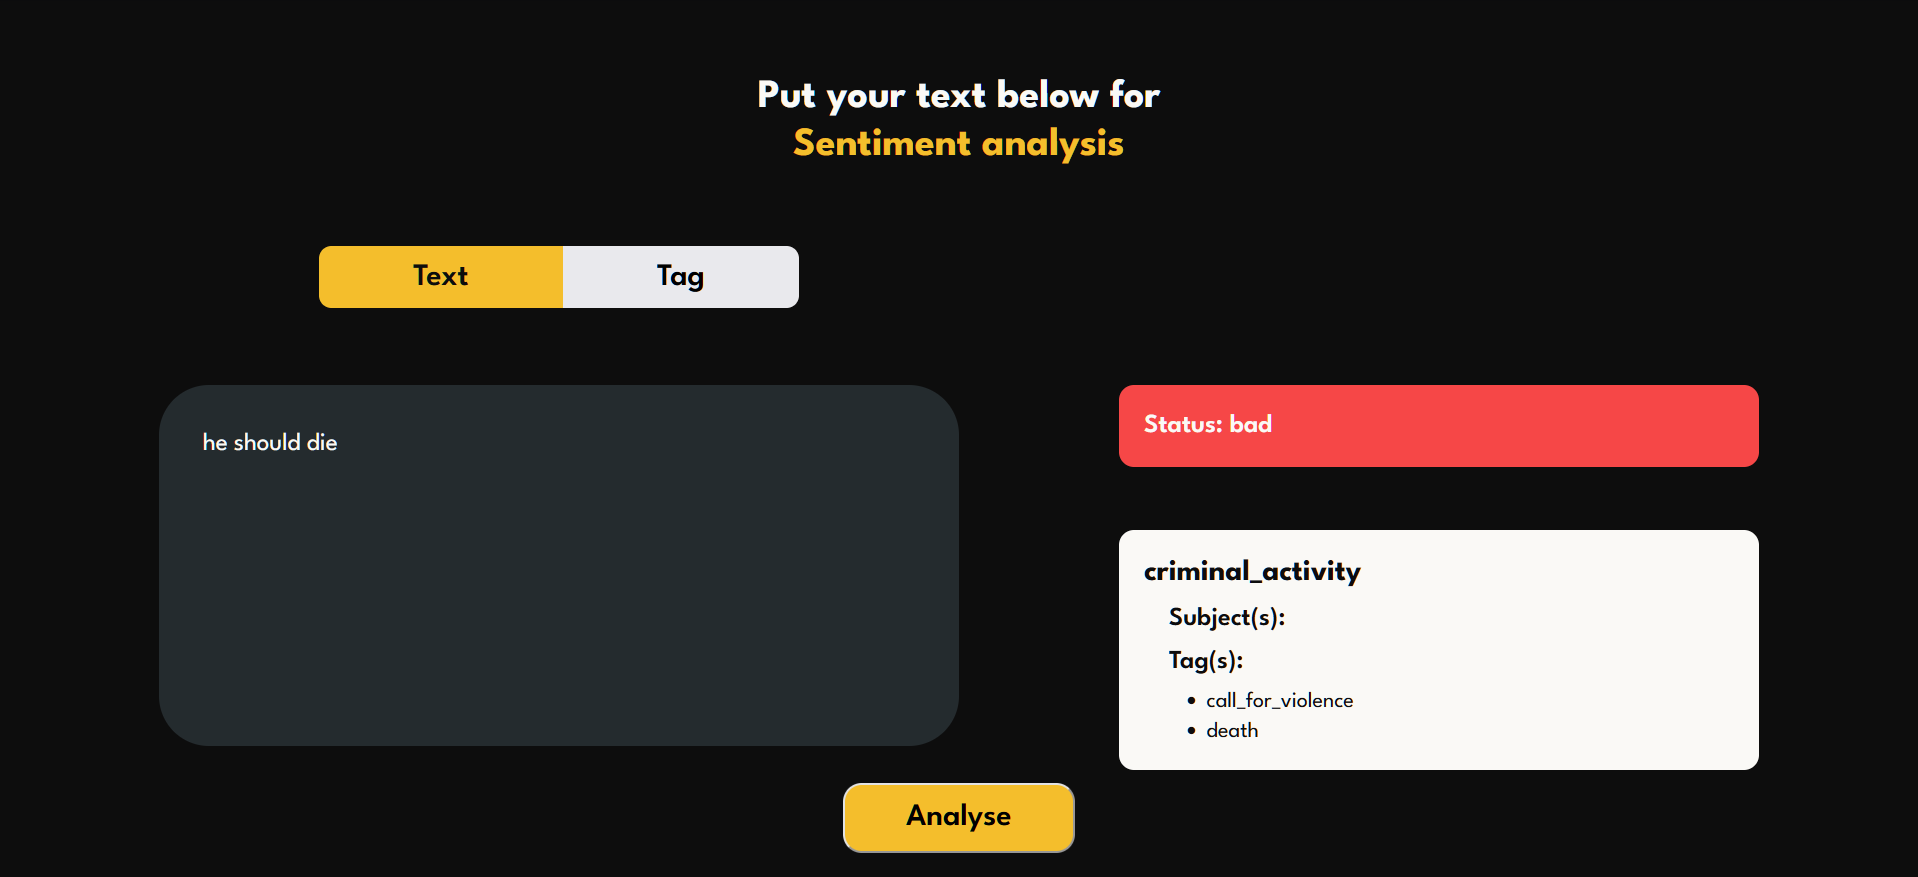 Put your text below for
Sentiment analysis
Text
Tag
he should die
Status: bad
criminal_activity
Subject(s):
Tag(s):
• call_for_violence
• death
Analyse